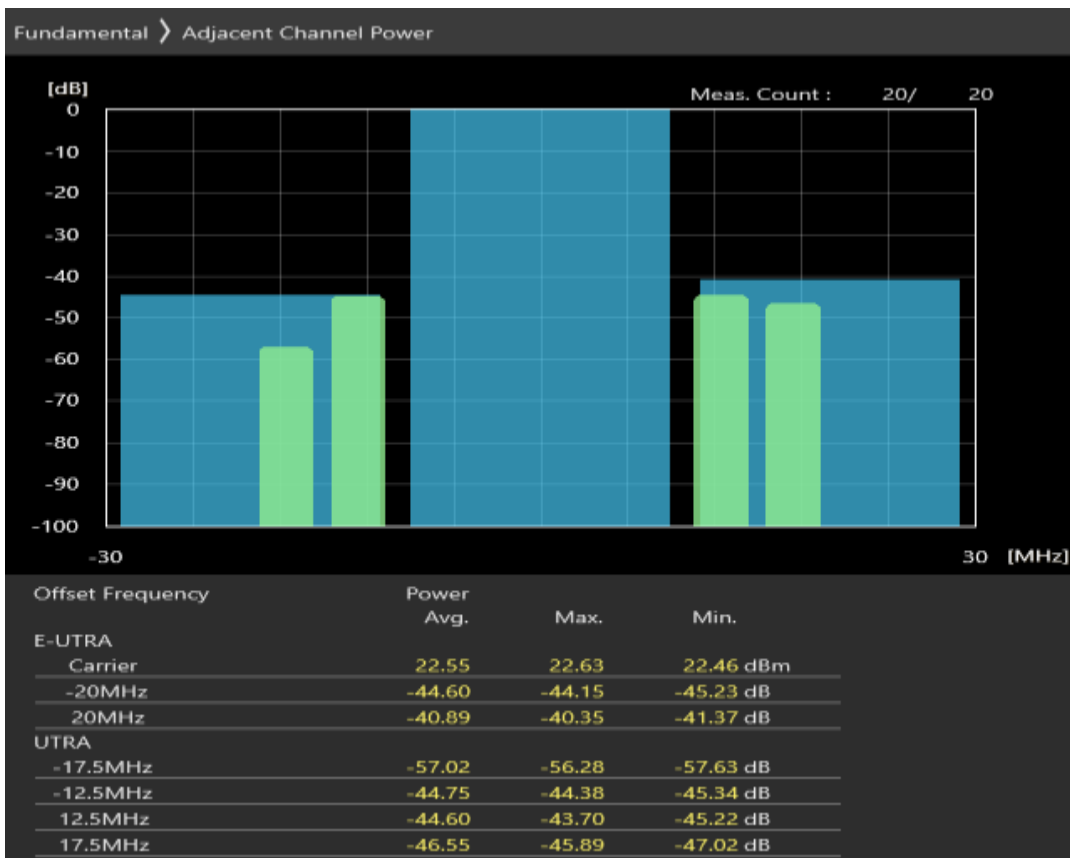 Fundamental ❯ Adjacent Channel Power
[dB]
Meas. Count : 20/ 20
0
-10
-20
-30
-40
-50
-60
-70
-80
-90
-100
-30 30 [MHz]
Offset Frequency Power
Avg. Max. Min.
E-UTRA
Carrier 22.55 22.63 22.46 dBm
-20MHz -44.60 -44.15 -45.23 dB
20MHz -40.89 -40.35 -41.37 dB
UTRA
-17.5MHz -57.02 -56.28 -57.63 dB
-12.5MHz -44.75 -44.38 -45.34 dB
12.5MHz -44.60 -43.70 -45.22 dB
17.5MHz -46.55 -45.89 -47.02 dB